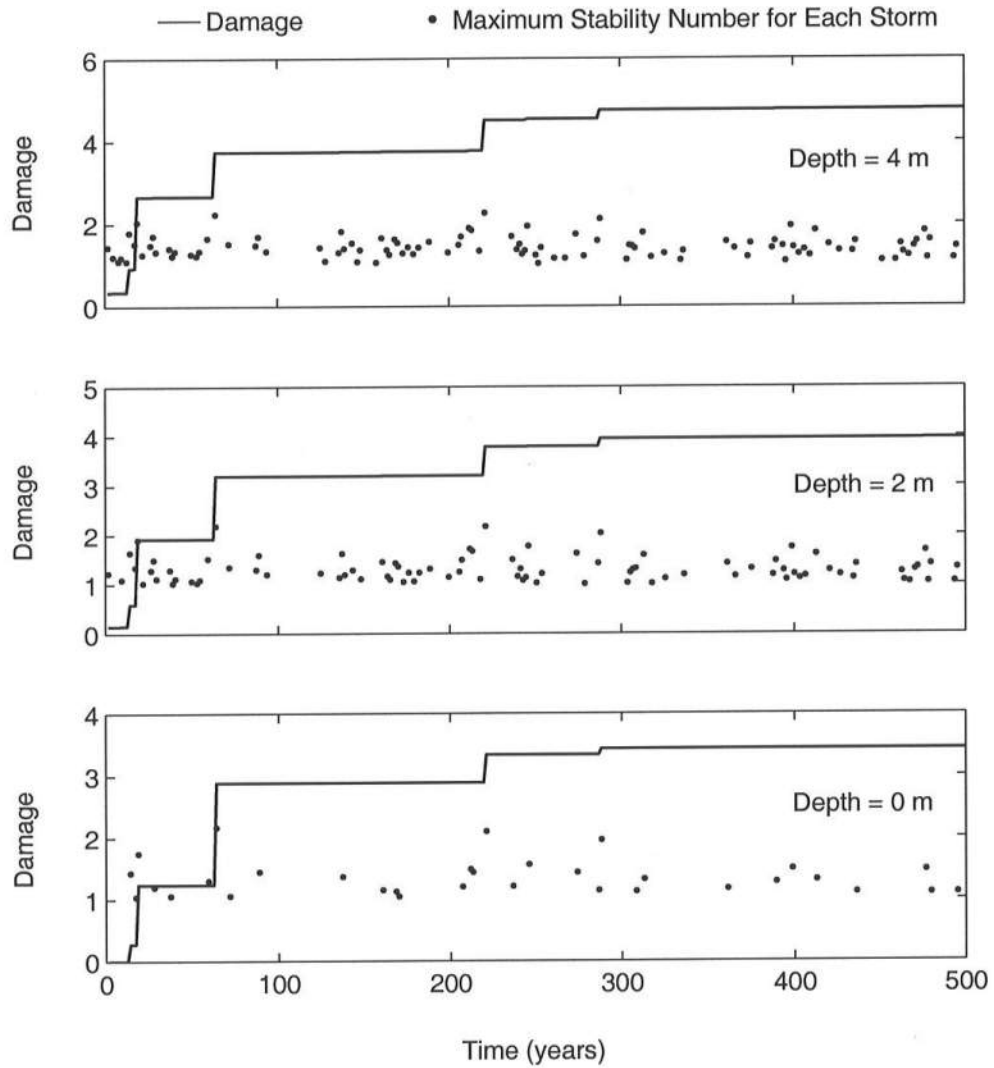 Damage
Maximum Stability Number for Each Storm
6
4
2
0
Damage
Depth = 4 m
5
4
3
2
1
0
Damage
Depth = 2 m
4
3
2
1
0
Damage
Depth = 0 m
0 100 200 300 400 500
Time (years)